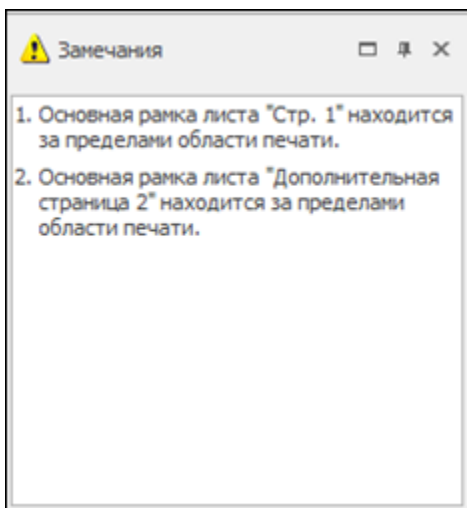 Замечания
1. Основная рамка листа "Стр. 1" находится
за пределами области печати.
2. Основная рамка листа "Дополнительная
страница 2" находится за пределами
области печати.